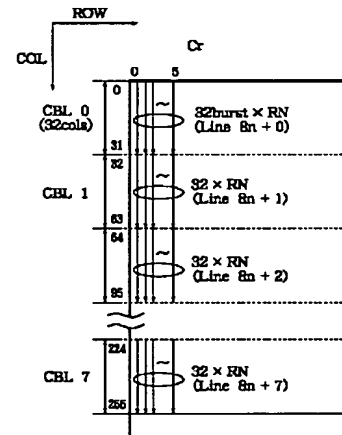 ROW
COL
Cr
0 5
0
CBL 0
(32cols)
32burst × RN
(Line 8n + 0)
31
32
CBL 1
32 × RN
(Line 8n + 1)
63
64
32 × RN
(Line 8n + 2)
95
224
CBL 7
32 × RN
(Line 8n + 7)
255